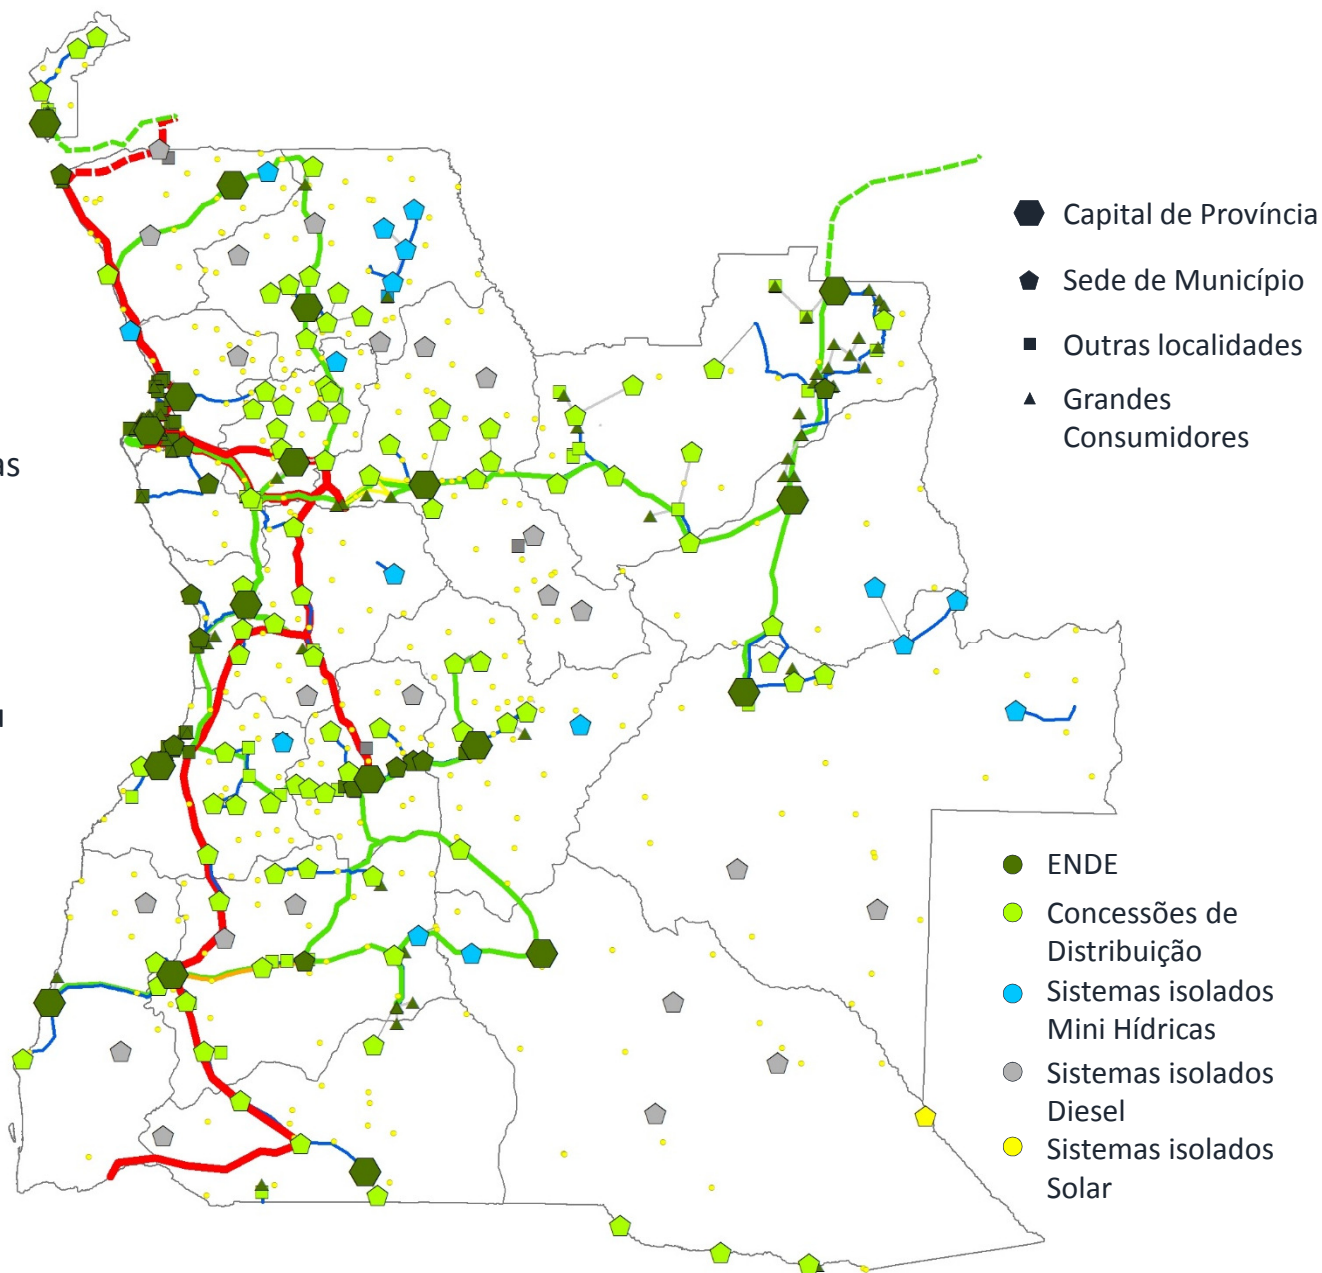 Capital de Província
Sede de Município
Outras localidades
Grandes
Consumidores
as
ENDE
Concessões de
Distribuição
Sistemas isolados
Mini Hídricas
Sistemas isolados
Diesel
Sistemas isolados
Solar